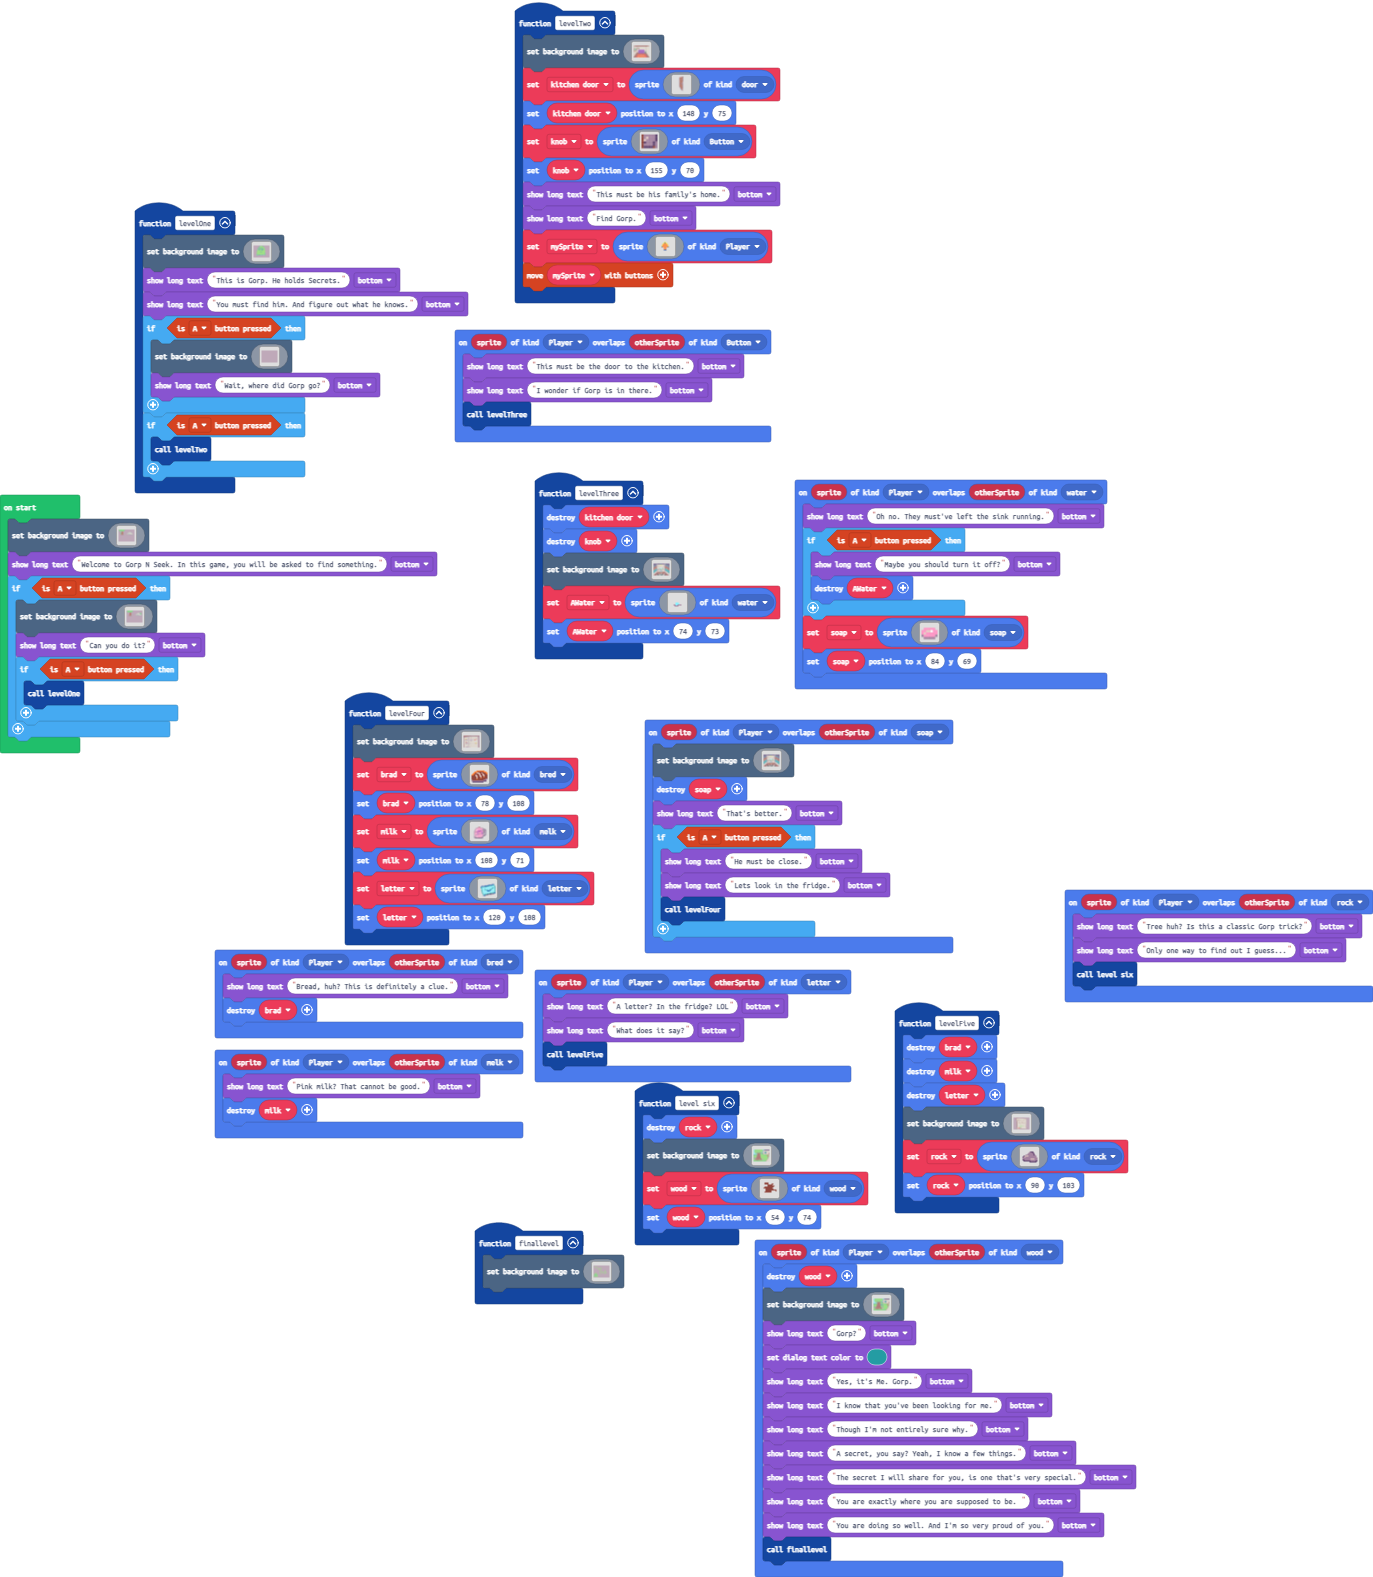 function levelTwo
set background image to
set kitchen door to sprite of kind door
set kitchen door position to x 148 y 75
set knob to sprite of kind Button
set knob position to x 155 y 70
show long text "This must be his family's home." bottom
show long text "Find Gorp." bottom
set mySprite to sprite of kind Player
move mySprite with buttons
function levelOne
set background image to
show long text "This is Gorp. He holds Secrets." bottom
show long text "You must find him. And figure out what he knows." bottom
if is A button pressed then
set background image to
show long text "Wait, where did Gorp go?" bottom
if is A button pressed then
call levelTwo
on sprite of kind Player overlaps otherSprite of kind Button
show long text "This must be the door to the kitchen." bottom
show long text "I wonder if Gorp is in there." bottom
call levelThree
on start
set background image to
show long text "Welcome to Gorp N Seek. In this game, you will be asked to find something." bottom
if is A button pressed then
set background image to
show long text "Can you do it?" bottom
if is A button pressed then
call levelOne
function levelThree
destroy kitchen door
destroy knob
set background image to
set AWater to sprite of kind water
set AWater position to x 74 y 73
on sprite of kind Player overlaps otherSprite of kind water
show long text "Oh no. They must've left the sink running." bottom
if is A button pressed then
show long text "Maybe you should turn it off?" bottom
destroy AWater
set soap to sprite of kind soap
set soap position to x 84 y 69
function levelFour
set background image to
set brad to sprite of kind bred
set brad position to x 78 y 108
set milk to sprite of kind melk
set milk position to x 108 y 71
set letter to sprite of kind letter
set letter position to x 120 y 108
on sprite of kind Player overlaps otherSprite of kind soap
set background image to
destroy soap
show long text "That's better." bottom
if is A button pressed then
show long text "He must be close." bottom
show long text "Lets look in the fridge." bottom
call levelFour
on sprite of kind Player overlaps otherSprite of kind rock
show long text "Tree huh? Is this a classic Gorp trick?" bottom
show long text "Only one way to find out I guess..." bottom
call level six
on sprite of kind Player overlaps otherSprite of kind bred
show long text "Bread, huh? This is definitely a clue." bottom
destroy brad
on sprite of kind Player overlaps otherSprite of kind letter
show long text "A letter? In the fridge? LOL" bottom
show long text "What does it say?" bottom
call levelFive
on sprite of kind Player overlaps otherSprite of kind melk
show long text "Pink milk? That cannot be good." bottom
destroy milk
function levelFive
destroy brad
destroy milk
destroy letter
set background image to
set rock to sprite of kind rock
set rock position to x 90 y 103
function level six
destroy rock
set background image to
set wood to sprite of kind wood
set wood position to x 54 y 74
function finallevel
set background image to
on sprite of kind Player overlaps otherSprite of kind wood
destroy wood
set background image to
show long text "Gorp?" bottom
set dialog text color to
show long text "Yes, it's Me. Gorp." bottom
show long text "I know that you've been looking for me." bottom
show long text "Though I'm not entirely sure why." bottom
show long text "A secret, you say? Yeah, I know a few things." bottom
show long text "The secret I will share for you, is one that's very special." bottom
show long text "You are exactly where you are supposed to be. " bottom
show long text "You are doing so well. And I'm so very proud of you." bottom
call finallevel